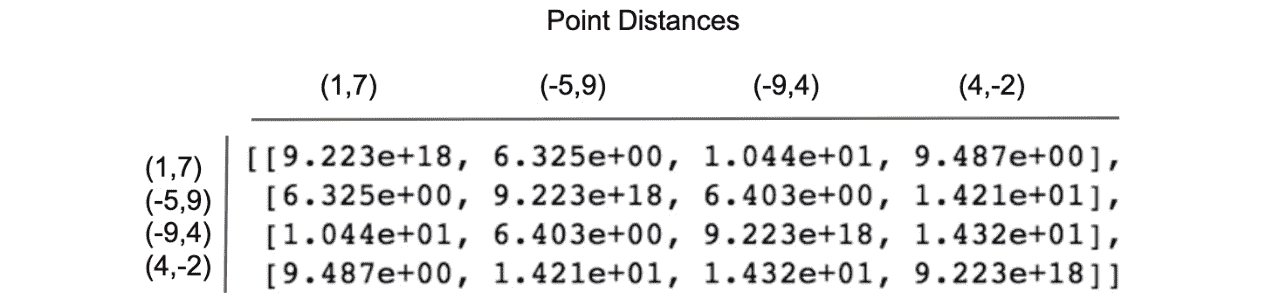 Point Distances
(1,7) (-5,9) (-9,4) (4,-2)
(1,7) [[9.223e+18, 6.325e+00, 1.044e+01, 9.487e+00],
(-5,9) [6.325e+00, 9.223e+18, 6.403e+00, 1.421e+01],
(-9,4) [1.044e+01, 6.403e+00, 9.223e+18, 1.432e+01],
(4,-2) [9.487e+00, 1.421e+01, 1.432e+01, 9.223e+18]]